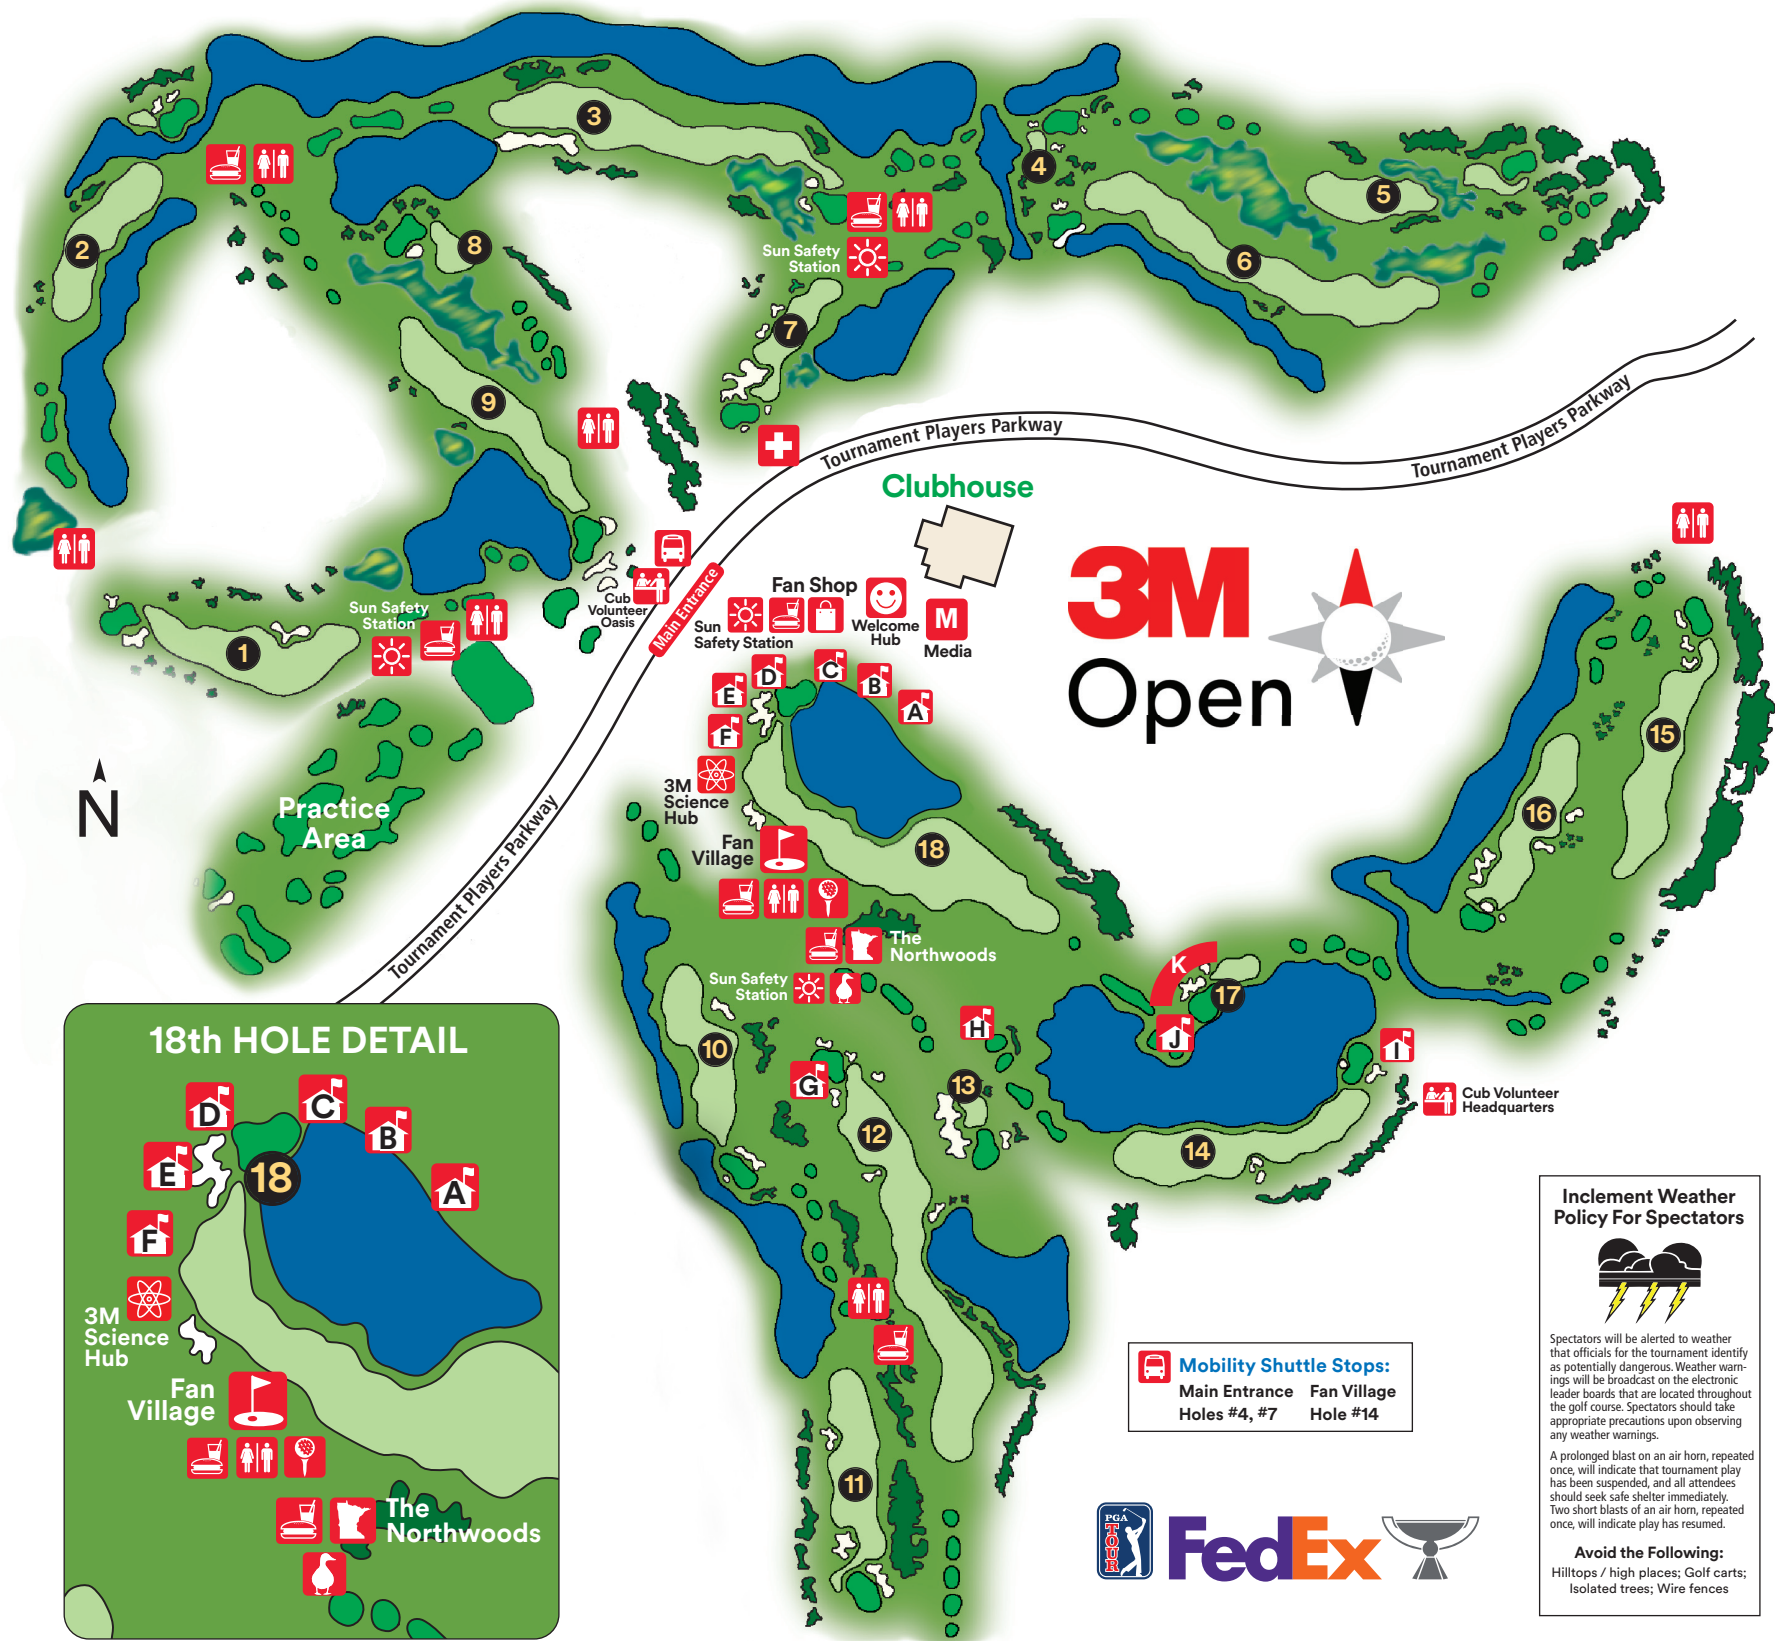 3
4
5
2
8
6
Sun Safety
Station
7
9
Tournament Players Parkway
Tournament Players Parkway
Clubhouse
Main Entrance
Cub
Volunteer
Oasis
Fan Shop
Sun
Safety Station
Welcome
Hub
M
Media
3M
Open
Sun Safety
Station
1
D
C
B
E
A
F
15
16
N
Practice
Area
Tournament Players Parkway
3M
Science
Hub
Fan
Village
18
The
Northwoods
Sun Safety
Station
K
17
H
J
I
10
G
13
12
14
Cub Volunteer
Headquarters
11
18th HOLE DETAIL
D
C
B
E
18
A
F
3M
Science
Hub
Fan
Village
The
Northwoods
Mobility Shuttle Stops:
Main Entrance Fan Village
Holes #4, #7 Hole #14
PGA
TOUR
FedEx
Inclement Weather
Policy For Spectators
Spectators will be alerted to weather
that officials for the tournament identify
as potentially dangerous. Weather warn-
ings will be broadcast on the electronic
leader boards that are located throughout
the golf course. Spectators should take
appropriate precautions upon observing
any weather warnings.
A prolonged blast on an air horn, repeated
once, will indicate that tournament play
has been suspended, and all attendees
should seek safe shelter immediately.
Two short blasts of an air horn, repeated
once, will indicate play has resumed.
Avoid the Following:
Hilltops / high places; Golf carts;
Isolated trees; Wire fences